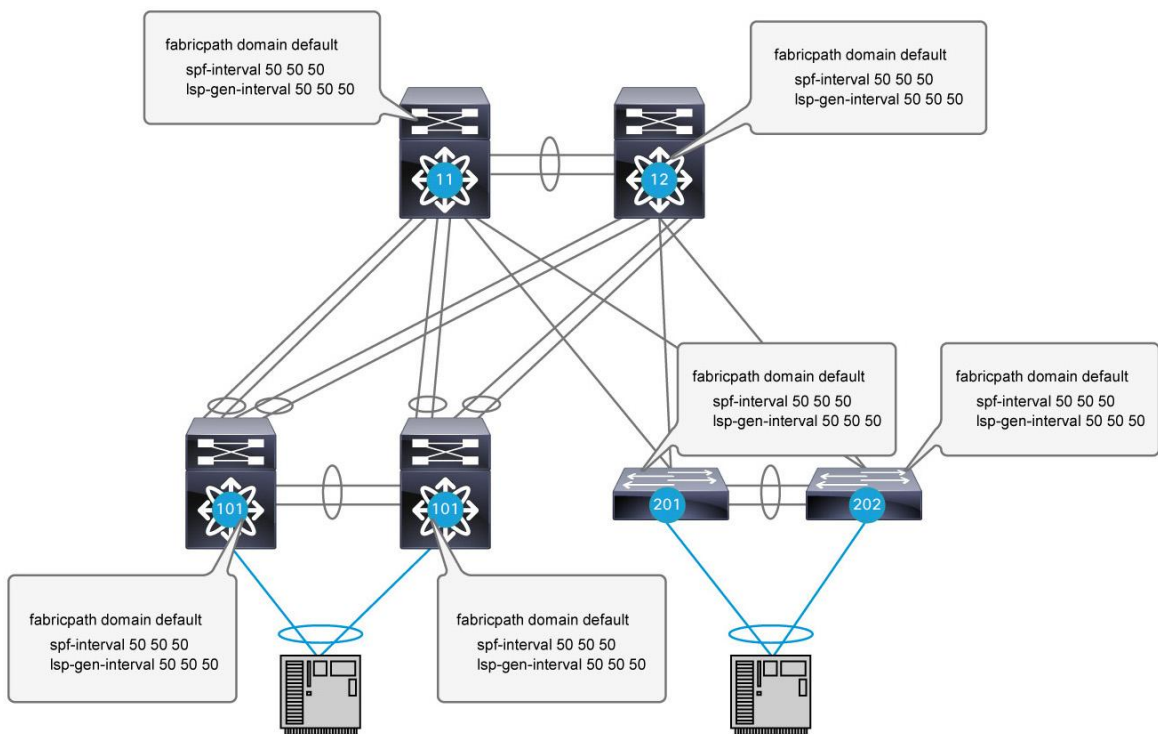 fabricpath domain default
spf-interval 50 50 50
lsp-gen-interval 50 50 50
fabricpath domain default
spf-interval 50 50 50
lsp-gen-interval 50 50 50
11
12
fabricpath domain default
spf-interval 50 50 50
lsp-gen-interval 50 50 50
fabricpath domain default
spf-interval 50 50 50
lsp-gen-interval 50 50 50
101
101
201
202
fabricpath domain default
spf-interval 50 50 50
lsp-gen-interval 50 50 50
fabricpath domain default
spf-interval 50 50 50
lsp-gen-interval 50 50 50